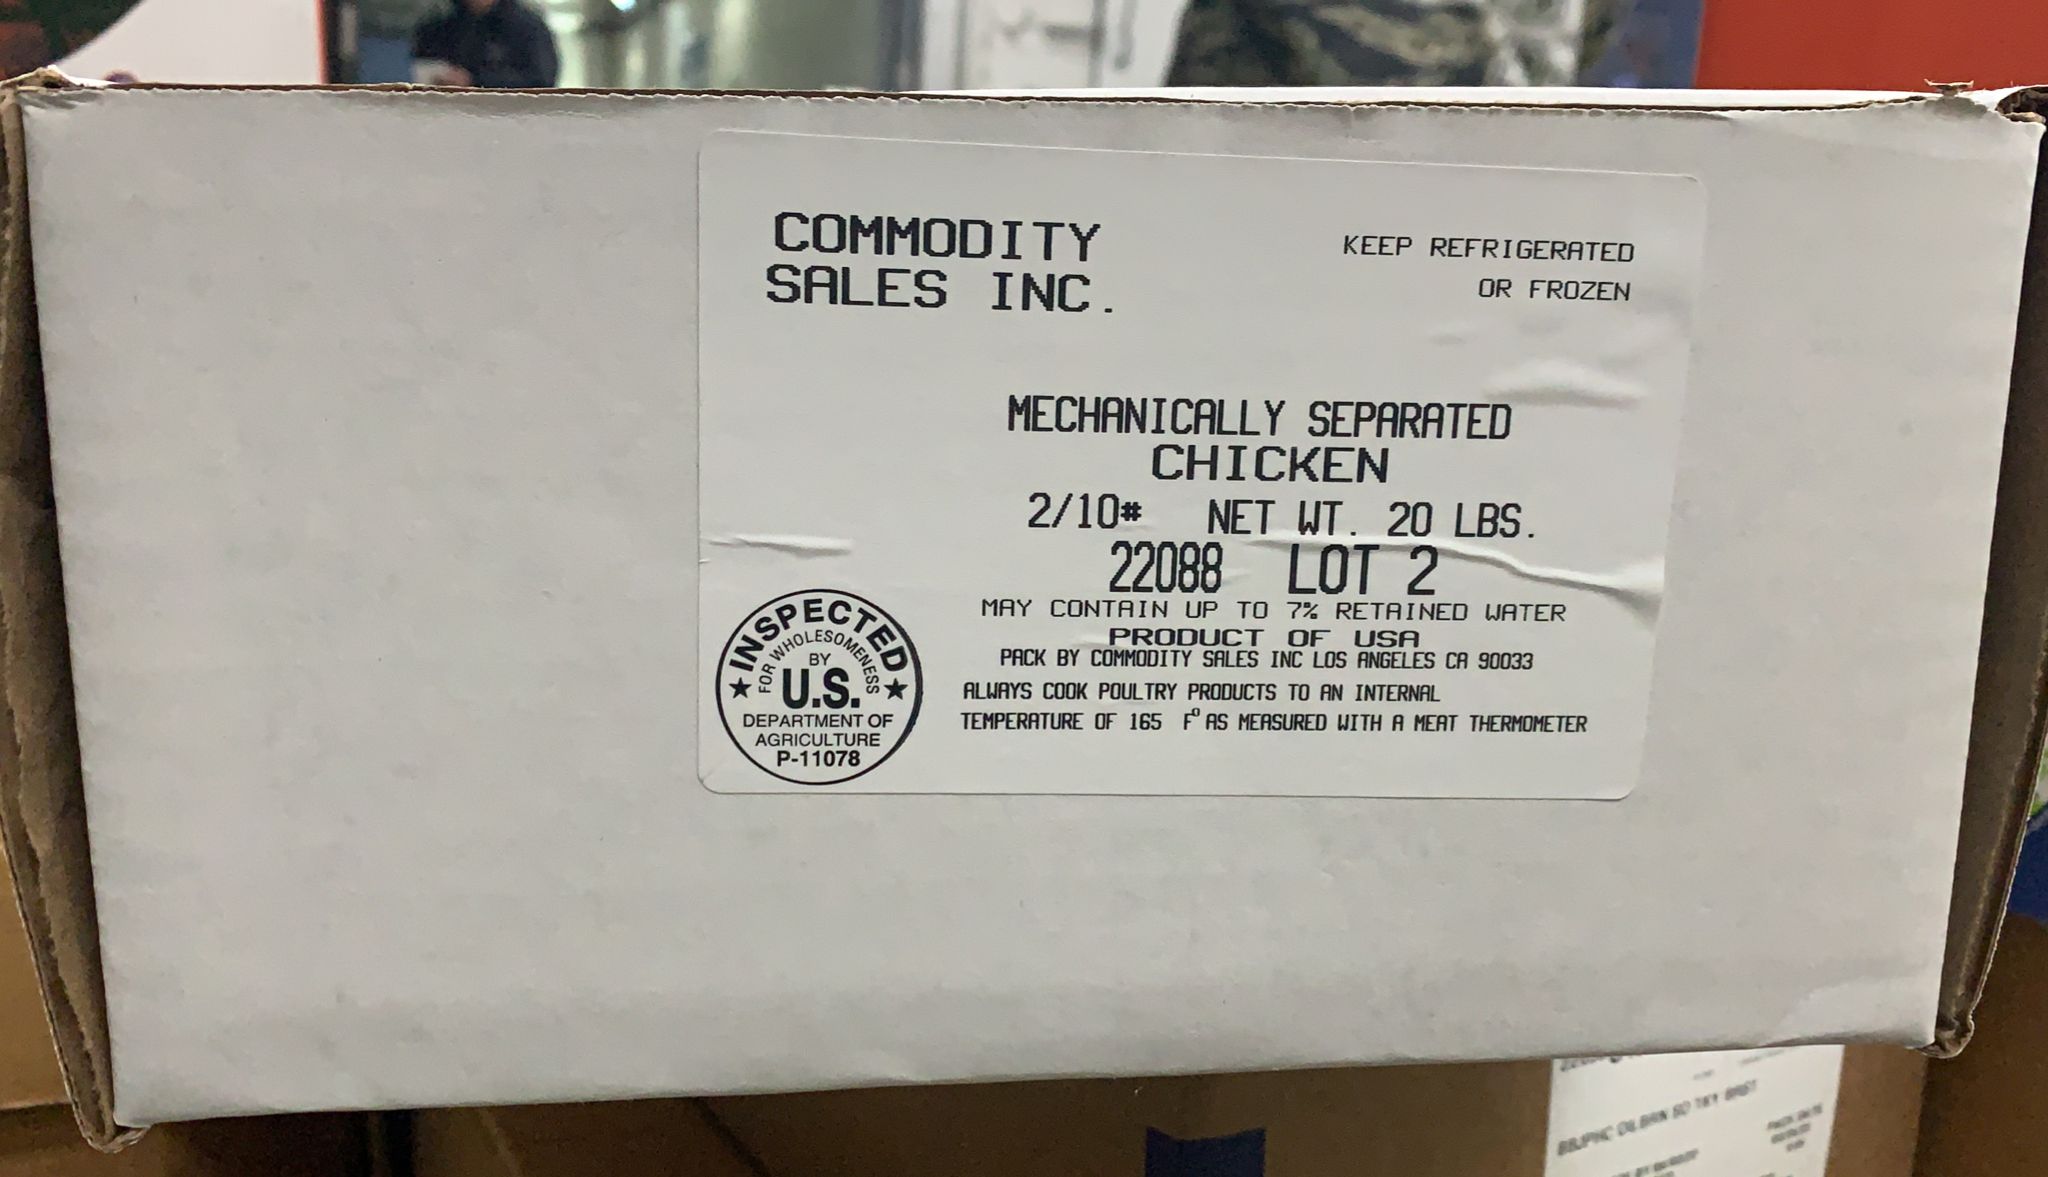 COMMODITY
SALES INC.
KEEP REFRIGERATED
OR FROZEN
MECHANICALLY SEPARATED
CHICKEN
2/10# NET WT. 20 LBS.
22088 LOT 2
MAY CONTAIN UP TO 7% RETAINED WATER
PRODUCT OF USA
PACK BY COMMODITY SALES INC LOS ANGELES CA 90033
ALWAYS COOK POULTRY PRODUCTS TO AN INTERNAL
TEMPERATURE OF 165 F° AS MEASURED WITH A MEAT THERMOMETER
INSPECTED
FOR WHOLESOMENESS
BY
U.S.
DEPARTMENT OF
AGRICULTURE
P-11078